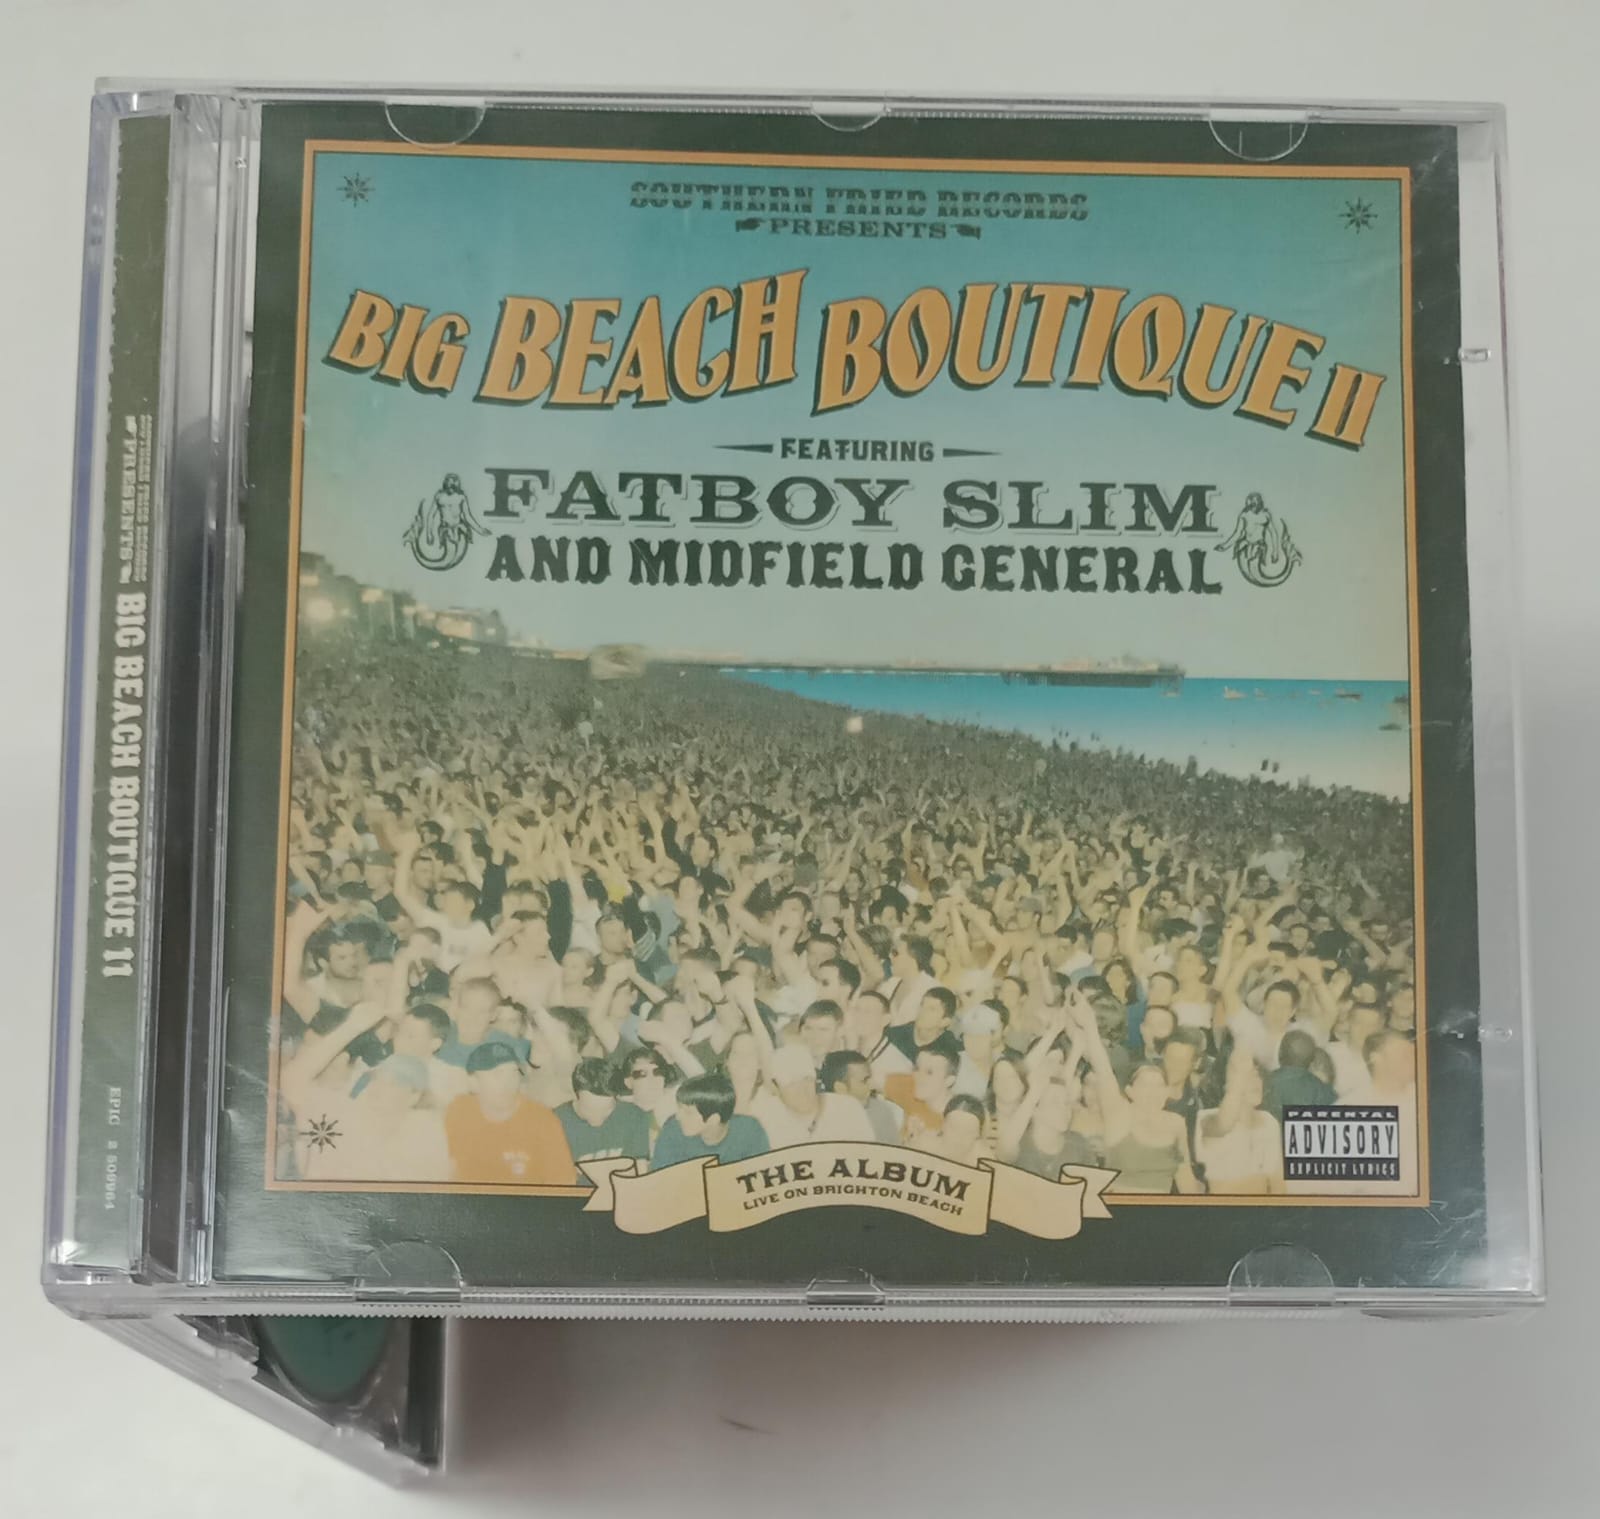 SOUTHERN FRIED RECORDS
PRESENTS
BIG BEACH BOUTIQUE II
FEATURING
FATBOY SLIM
AND MIDFIELD GENERAL
THE ALBUM
LIVE ON BRIGHTON BEACH
PARENTAL
ADVISORY
EXPLICIT LYRICS
PRESENTS BIG BEACH BOUTIQUE II
EPIC